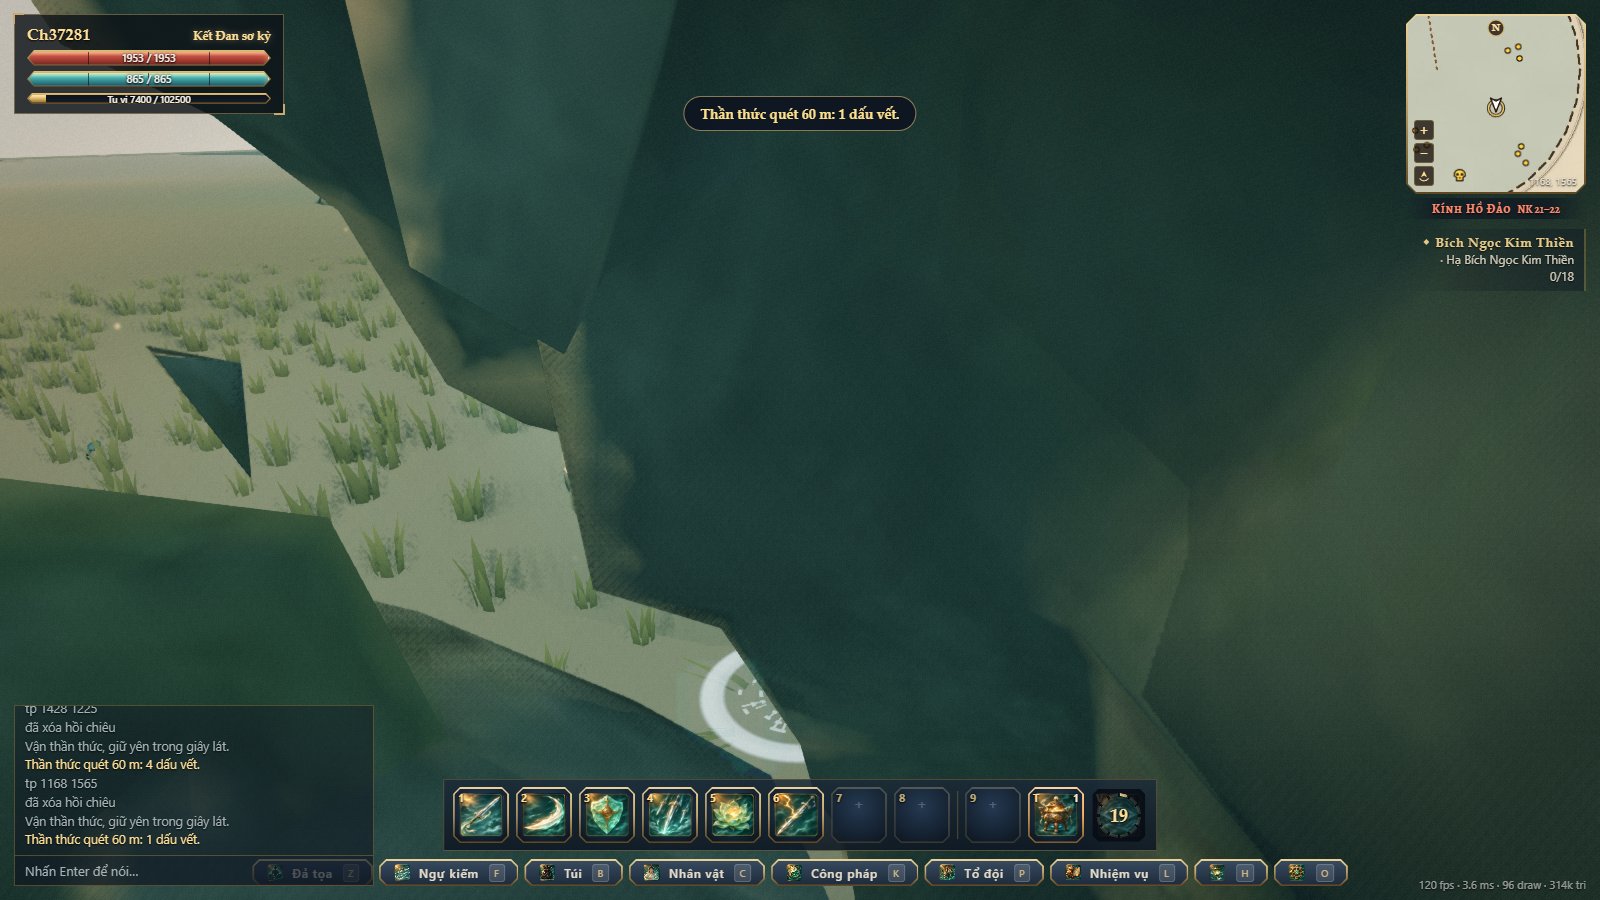 Ch37281
Kết Đan sơ kỳ
1953 / 1953
865 / 865
Tu vi 7400 / 102500
Thần thức quét 60 m: 1 dấu vết.
N
+
−
1168, 1565
Kính Hồ Đảo NK 21–22
Bích Ngọc Kim Thiền
· Hạ Bích Ngọc Kim Thiền
0/18
tp 1428 1225
đã xóa hồi chiêu
Vận thần thức, giữ yên trong giây lát.
Thần thức quét 60 m: 4 dấu vết.
tp 1168 1565
đã xóa hồi chiêu
Vận thần thức, giữ yên trong giây lát.
Thần thức quét 60 m: 1 dấu vết.
Nhấn Enter để nói...
1
2
3
4
5
6
7 +
8 +
9 +
T 1
19
Đả tọa Z
Ngự kiếm F
Túi B
Nhân vật C
Công pháp K
Tổ đội P
Nhiệm vụ L
H
O
120 fps · 3.6 ms · 96 draw · 314k tri